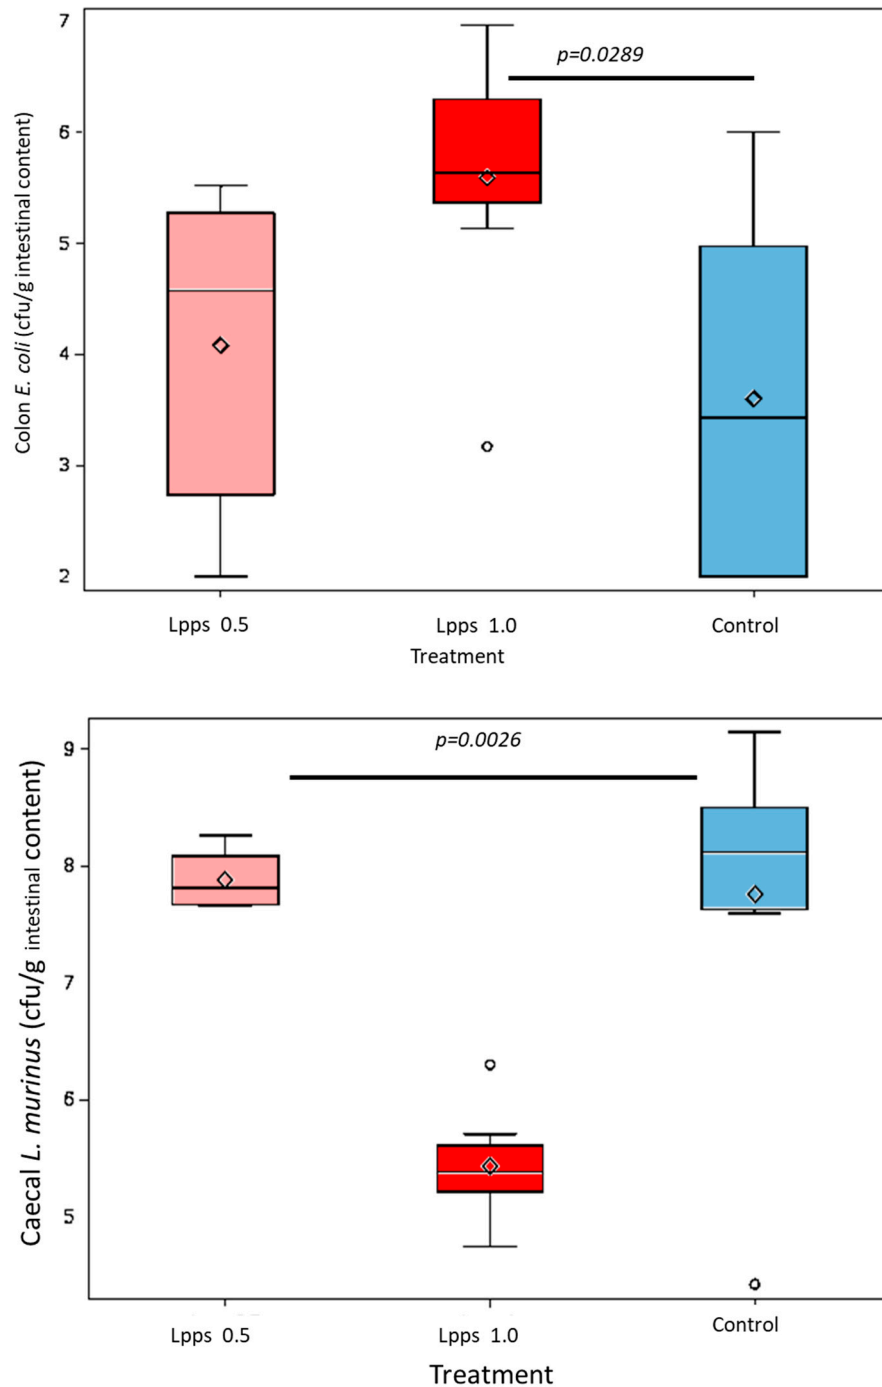 7
p=0.0289
6
5
4
3
2
Colon E. coli (cfu/g intestinal content)
Lpps 0.5 Lpps 1.0 Control
Treatment
9
p=0.0026
8
7
6
5
Caecal L. murinus (cfu/g intestinal content)
Lpps 0.5 Lpps 1.0 Control
Treatment